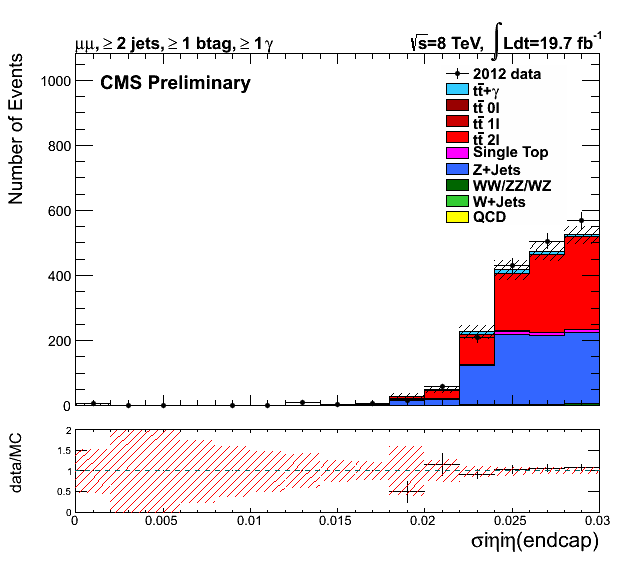 μμ, ≥ 2 jets, ≥ 1 btag, ≥ 1 γ √s=8 TeV, ∫ Ldt=19.7 fb⁻¹
CMS Preliminary
2012 data
tt̄+γ
tt̄ 0l
tt̄ 1l
tt̄ 2l
Single Top
Z+Jets
WW/ZZ/WZ
W+Jets
QCD
Number of Events
1000
800
600
400
200
0
data/MC
2
1.5
1
0.5
0
0 0.005 0.01 0.015 0.02 0.025 0.03
σiηiη(endcap)